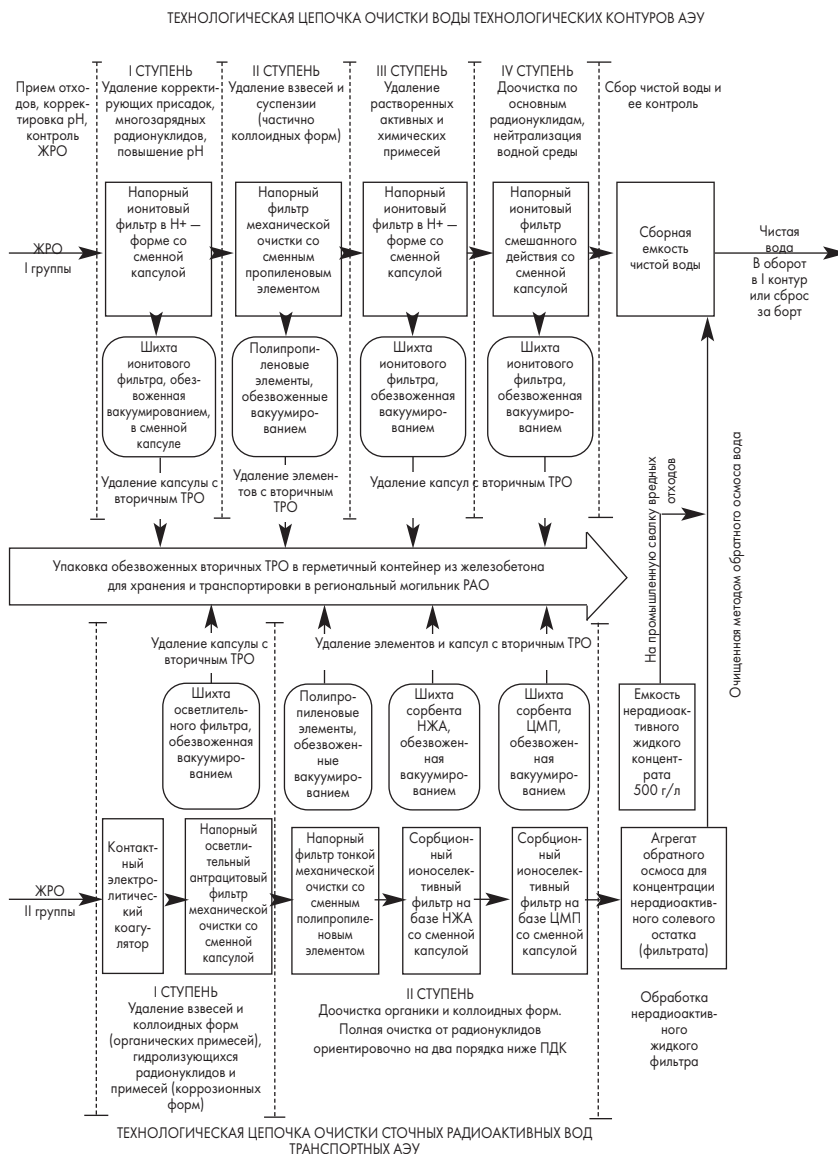 ТЕХНОЛОГИЧЕСКАЯ ЦЕПОЧКА ОЧИСТКИ ВОДЫ ТЕХНОЛОГИЧЕСКИХ КОНТУРОВ АЭУ
Прием отхо-
дов, коррек-
тировка pH,
контроль
ЖРО
I СТУПЕНЬ
Удаление корректи-
рующих присадок,
многозарядных
радионуклидов,
повышение pH
II СТУПЕНЬ
Удаление взвесей и
суспензии
(частично
коллоидных форм)
III СТУПЕНЬ
Удаление
растворенных
активных и
химических
примесей
IV СТУПЕНЬ
Доочистка по
основным
радионуклидам,
нейтрализация
водной среды
Сбор чистой воды и
ее контроль
ЖРО
I группы
Напорный
ионитовый
фильтр в H+ —
форме со
сменной
капсулой
Напорный
фильтр
механической
очистки со
сменным
пропиленовым
элементом
Напорный
ионитовый
фильтр в H+ —
форме со
сменной
капсулой
Напорный
ионитовый
фильтр
смешанного
действия со
сменной
капсулой
Сборная
емкость
чистой воды
Чистая
вода
В оборот
в I контур
или сброс
за борт
Шихта
ионитового
фильтра, обез-
воженная
вакуумированием,
в сменной
капсуле
Полипропи-
леновые
элементы,
обезвоженные
вакуумиро-
ванием
Шихта
ионитового
фильтра,
обезвоженная
вакуумиро-
ванием
Шихта
ионитового
фильтра,
обезвоженная
вакуумиро-
ванием
Удаление капсулы с
вторичным ТРО
Удаление элемен-
тов с вторичным
ТРО
Удаление капсул с вторичным ТРО
Упаковка обезвоженных вторичных ТРО в герметичный контейнер из железобетона
для хранения и транспортировки в региональный могильник РАО
На промышленную свалку вредных
отходов
Очищенная методом обратного осмоса вода
Удаление капсулы с
вторичным ТРО
Удаление элементов и капсул с вторичным ТРО
Шихта
осветлитель-
ного фильтра,
обезвоженная
вакуумиро-
ванием
Полипро-
пиленовые
элементы,
обезвожен-
ные
вакуумиро-
ванием
Шихта
сорбента
НЖА,
обезвожен-
ная
вакуумиро-
ванием
Шихта
сорбента
ЦМП,
обезвожен-
ная
вакуумиро-
ванием
Емкость
нерадиоак-
тивного
жидкого
концент-
рата
500 г/л
ЖРО
II группы
Контакт-
ный
электро-
литичес-
кий
коагу-
лятор
Напорный
осветли-
тельный
антрацитовый
фильтр
механической
очистки со
сменной
капсулой
Напорный
фильтр тонкой
механической
очистки со
сменным
полипропиле-
новым
элементом
Сорбцион-
ный
ионоселек-
тивный
фильтр на
базе НЖА
со сменной
капсулой
Сорбцион-
ный
ионоселек-
тивный
фильтр на
базе ЦМП
со сменной
капсулой
Агрегат
обратного
осмоса для
концентрации
нерадиоактив-
ного солевого
остатка
(фильтрата)
I СТУПЕНЬ
Удаление взвесей и
коллоидных форм
(органических примесей),
гидролизующихся
радионуклидов и
примесей (коррозионных
форм)
II СТУПЕНЬ
Доочистка органики и коллоидных форм.
Полная очистка от радионуклидов
ориентировочно на два порядка ниже ПДК
Обработка
нерадиоактив-
ного
жидкого
фильтра
ТЕХНОЛОГИЧЕСКАЯ ЦЕПОЧКА ОЧИСТКИ СТОЧНЫХ РАДИОАКТИВНЫХ ВОД
ТРАНСПОРТНЫХ АЭУ